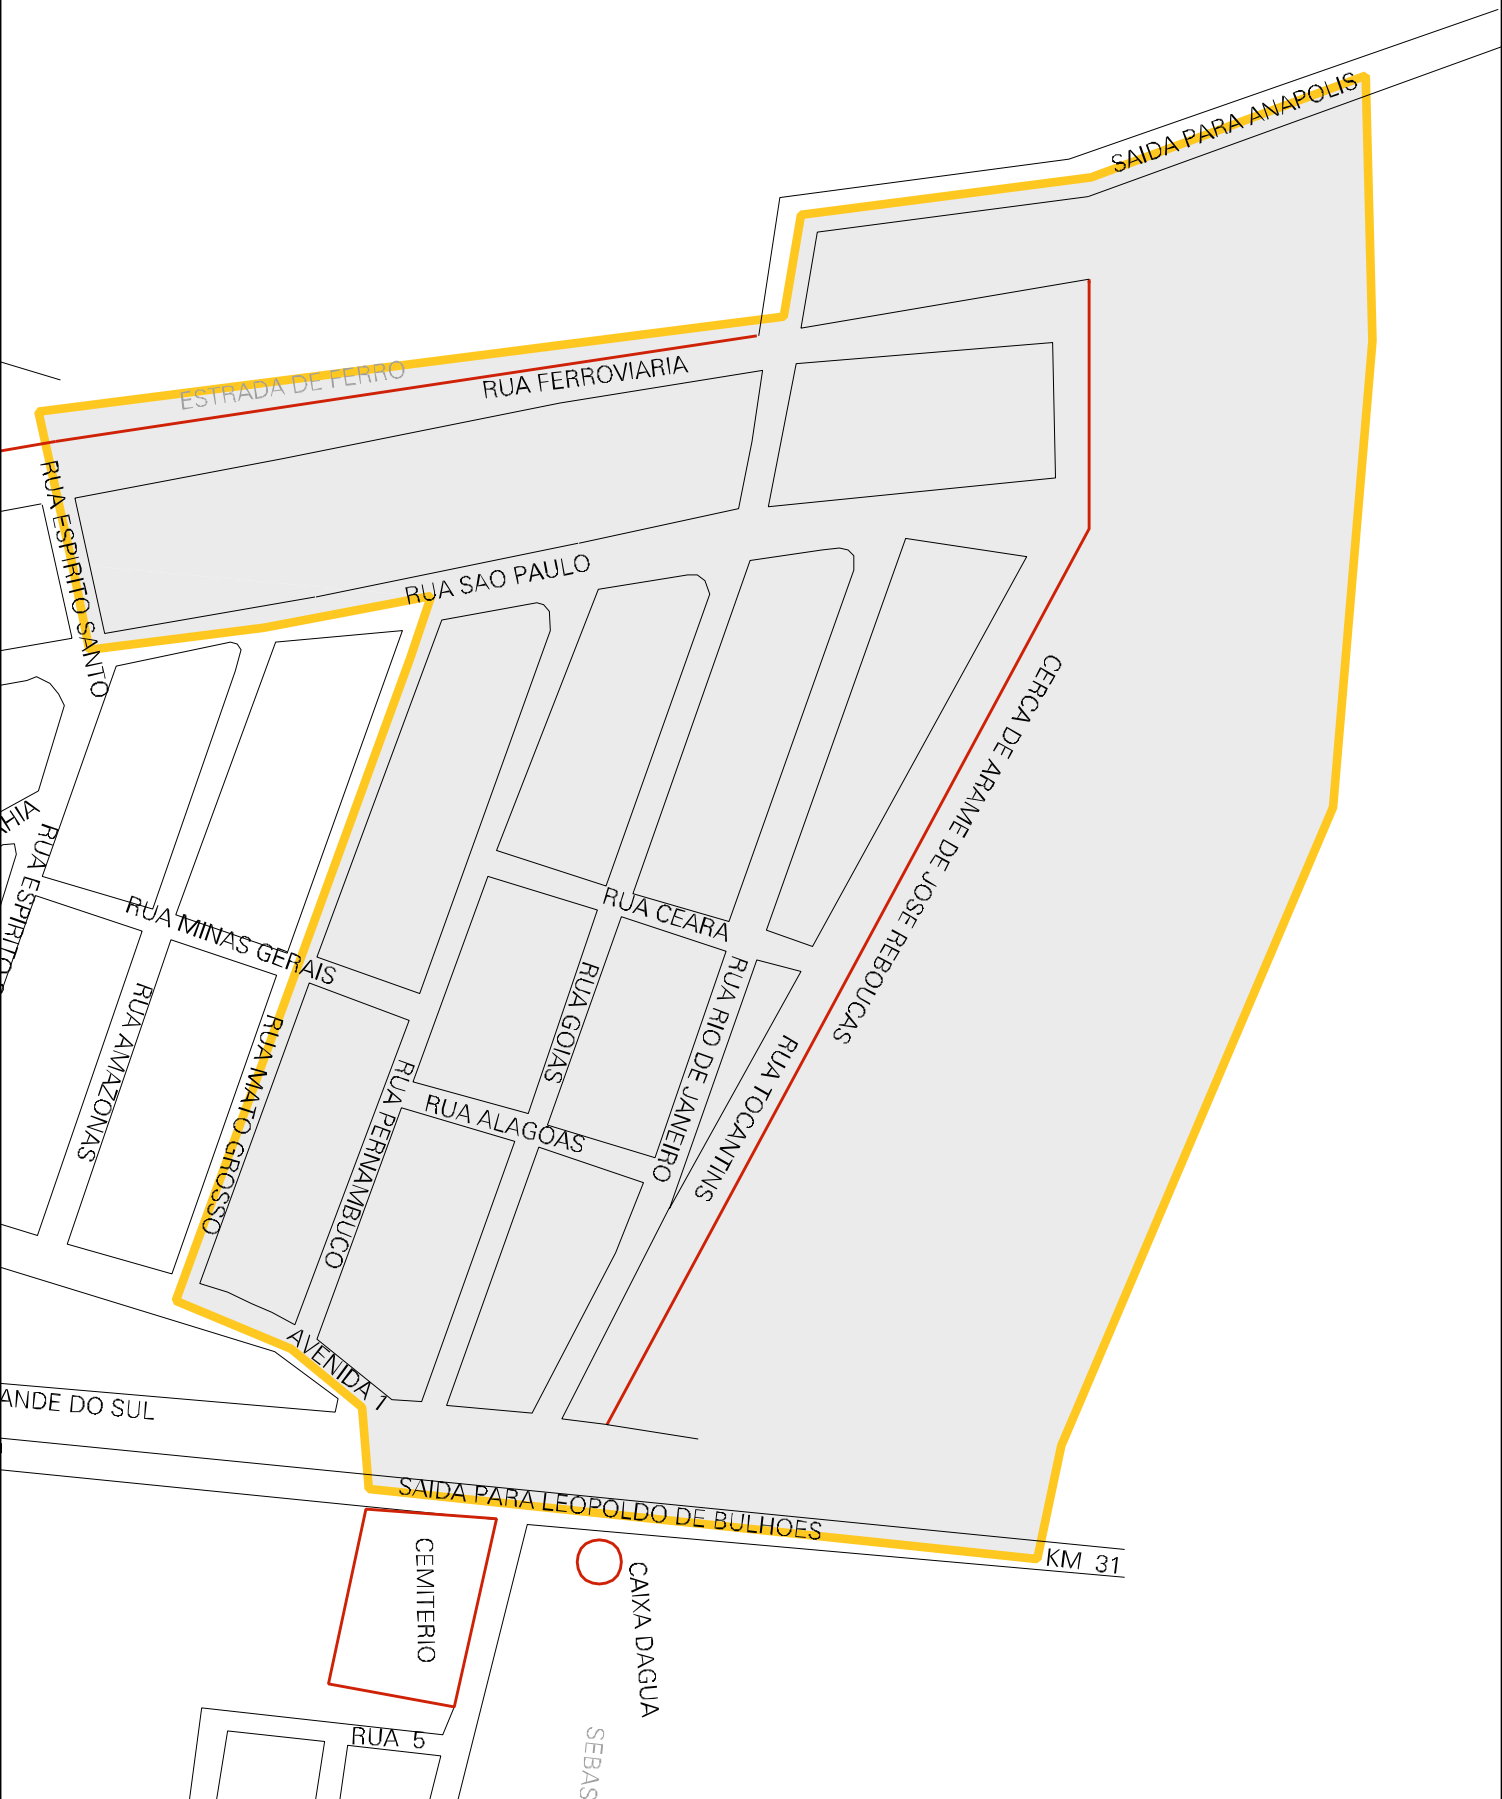 SAIDA PARA ANAPOLIS
ESTRADA DE FERRO
RUA FERROVIARIA
RUA ESPIRITO SANTO
RUA SAO PAULO
CERCA DE ARAME DE JOSE REBOUCAS
HIA
RUA ESPIRITO
RUA MINAS GERAIS
RUA CEARA
RUA AMAZONAS
RUA MATO GROSSO
RUA GOIAS
RUA RIO DE JANEIRO
RUA TOCANTINS
RUA PERNAMBUCO
RUA ALAGOAS
AVENIDA 1
ANDE DO SUL
SAIDA PARA LEOPOLDO DE BULHOES
KM 31
CEMITERIO
CAIXA DAGUA
RUA 5
SEBAS